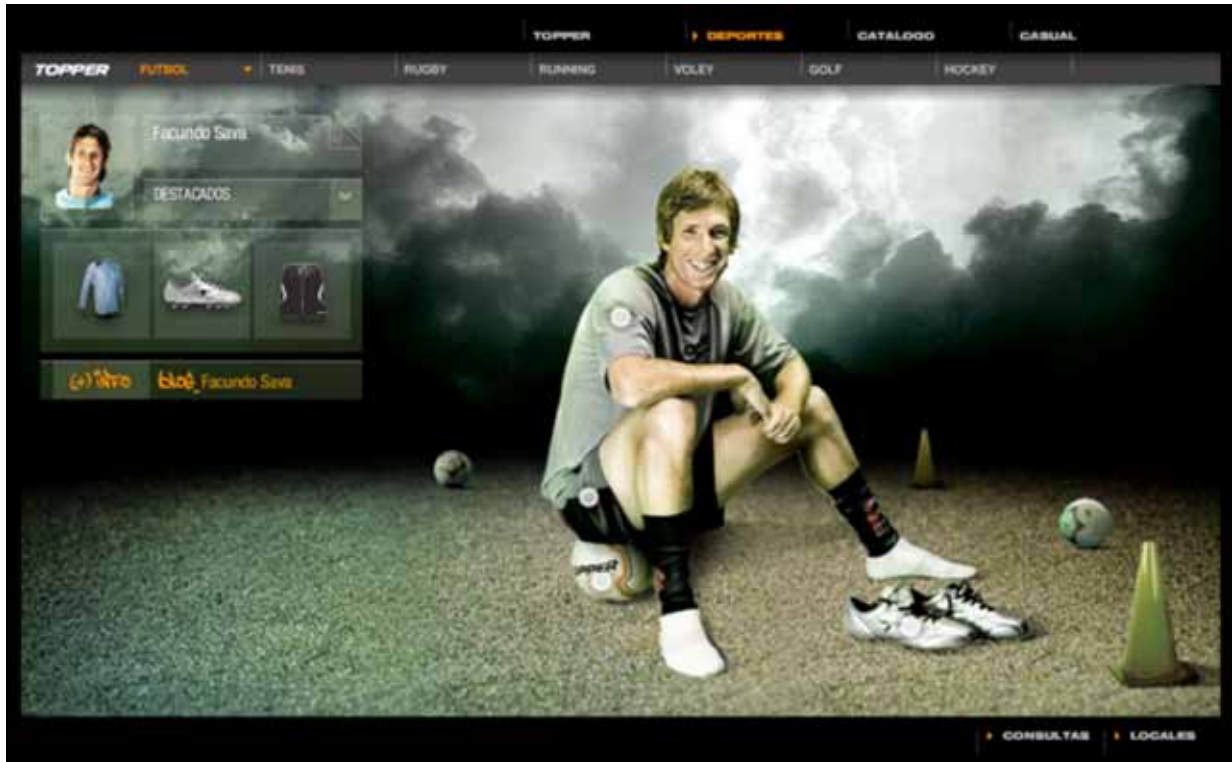 TOPPER DEPORTES CATALOGO CASUAL
TOPPER FUTBOL TENIS RUGBY RUNNING VOLEY GOLF HOCKEY
Facundo Sava
DESTACADOS
(+) info blog_Facundo Sava
TOPPER
CONSULTAS LOCALES